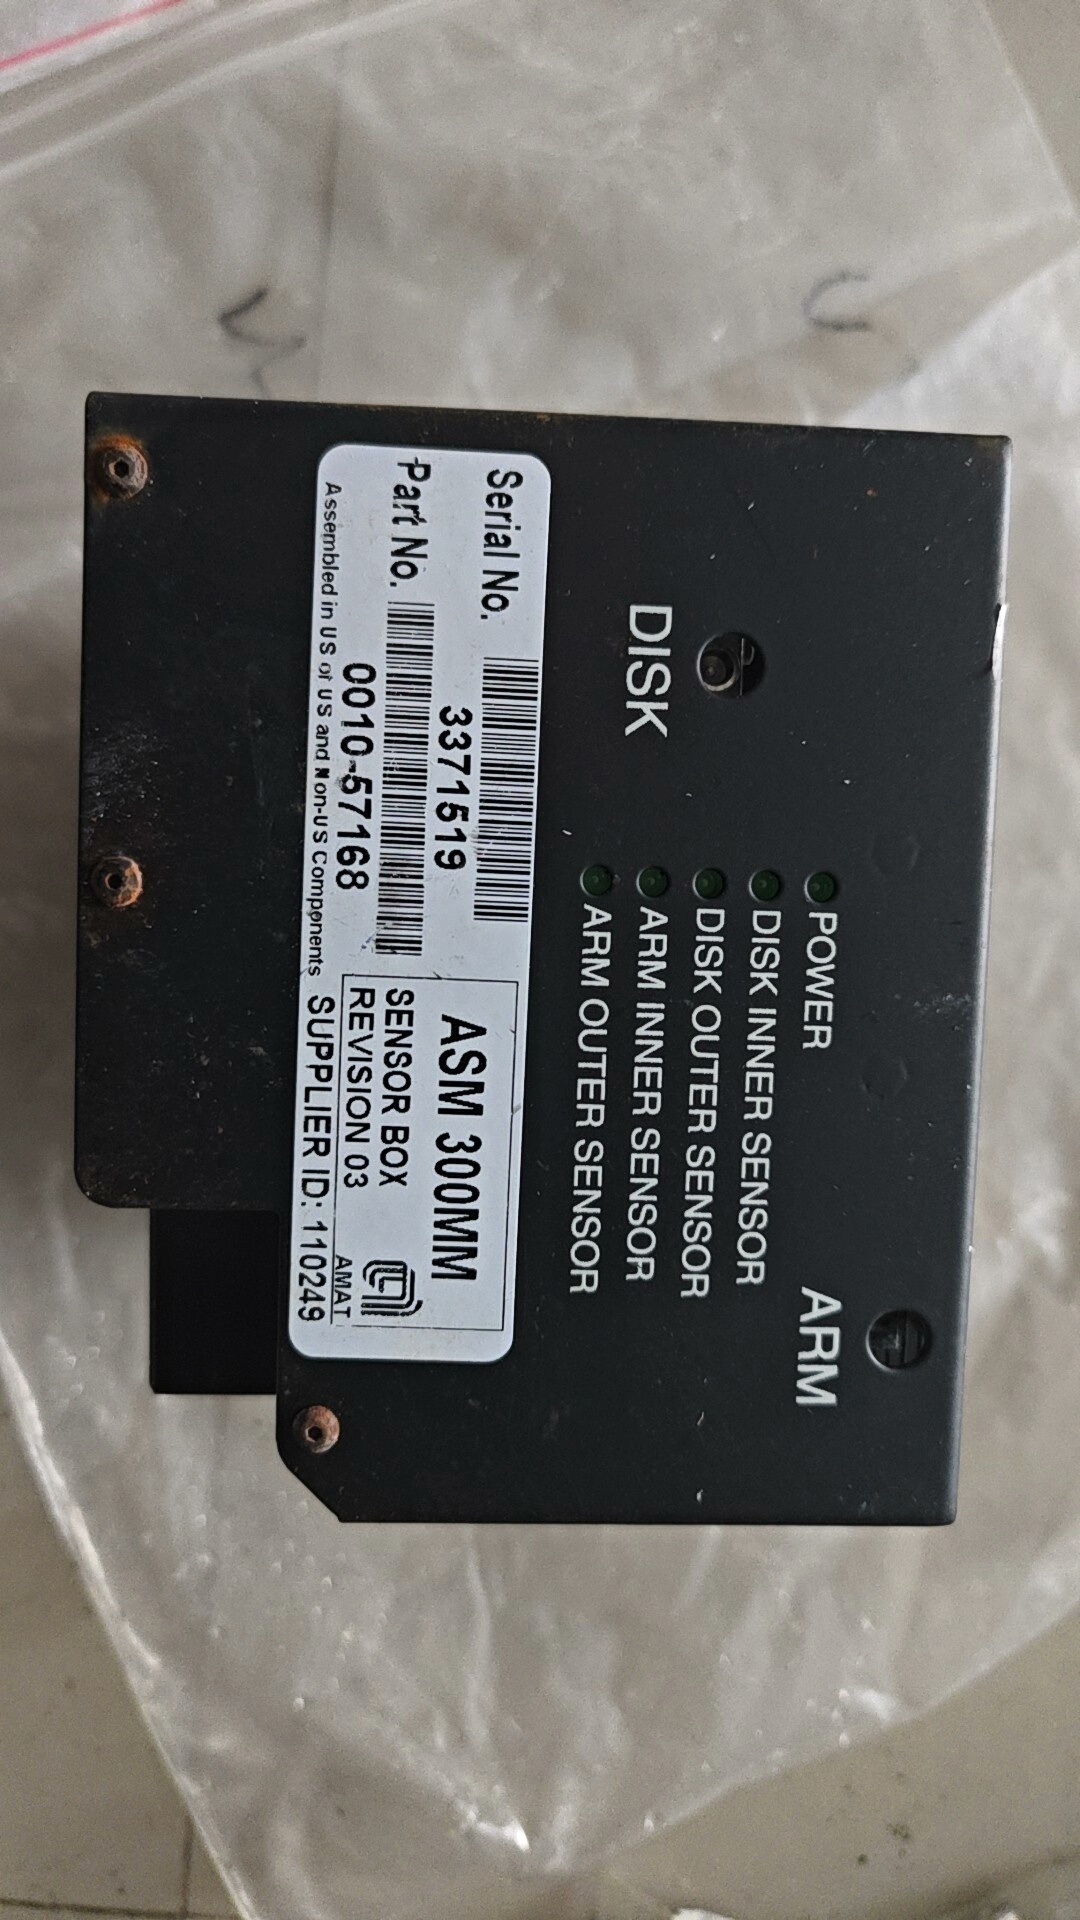 DISK
ARM
POWER
DISK INNER SENSOR
DISK OUTER SENSOR
ARM INNER SENSOR
ARM OUTER SENSOR
Serial No.
3371519
Part No.
0010-57168
Assembled in US of US and Non-US Components
ASM 300MM
SENSOR BOX
REVISION 03
AMAT
SUPPLIER ID: 110249